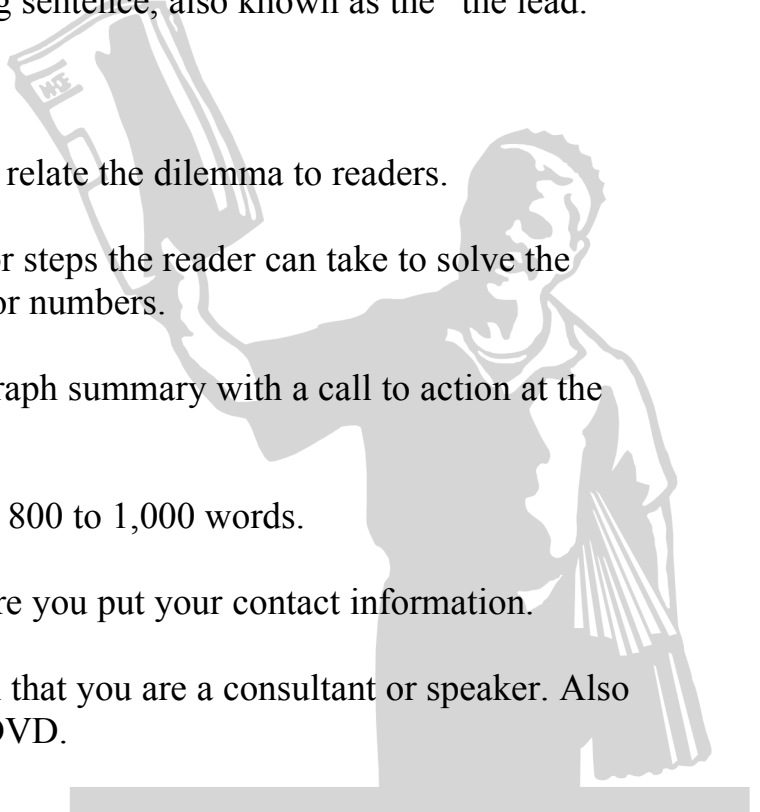 g sentence, also known as the "the lead."
relate the dilemma to readers.
r steps the reader can take to solve the
or numbers.
raph summary with a call to action at the
800 to 1,000 words.
re you put your contact information.
that you are a consultant or speaker. Also
DVD.